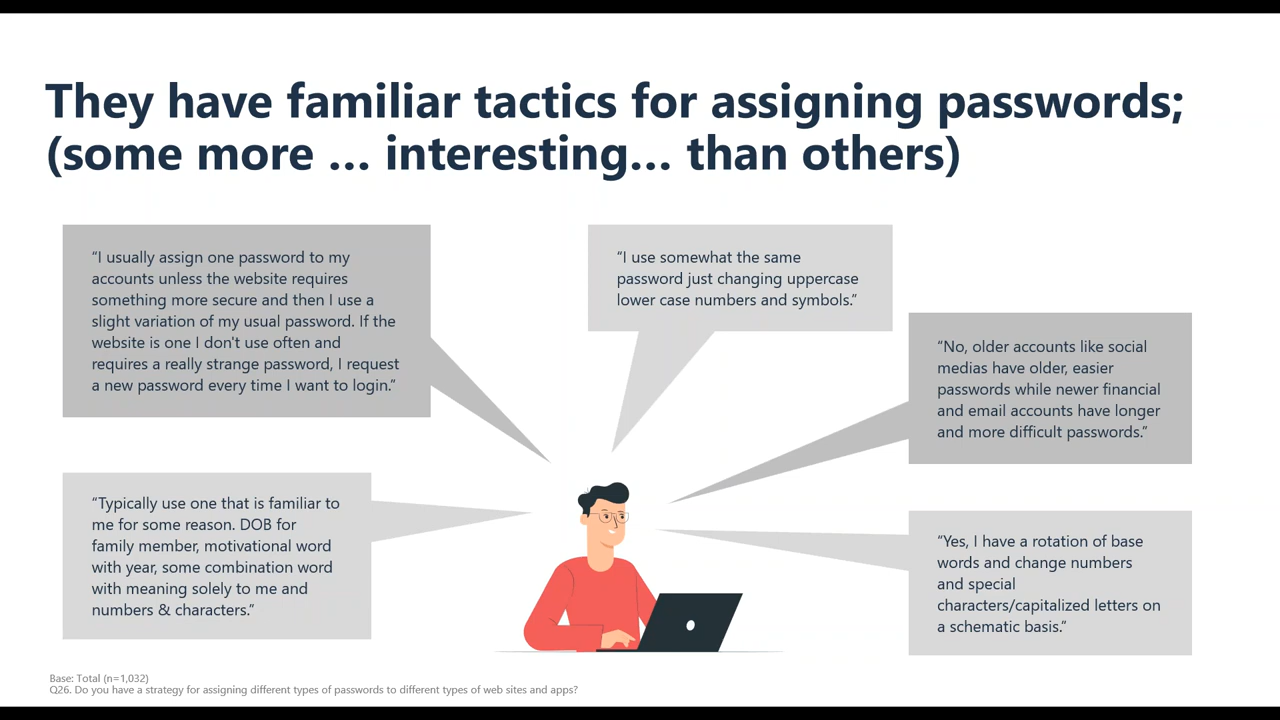 They have familiar tactics for assigning passwords;
(some more … interesting… than others)
“I usually assign one password to my
accounts unless the website requires
something more secure and then I use a
slight variation of my usual password. If the
website is one I don't use often and
requires a really strange password, I request
a new password every time I want to login.”
“I use somewhat the same
password just changing uppercase
lower case numbers and symbols.”
“No, older accounts like social
medias have older, easier
passwords while newer financial
and email accounts have longer
and more difficult passwords.”
“Typically use one that is familiar to
me for some reason. DOB for
family member, motivational word
with year, some combination word
with meaning solely to me and
numbers & characters.”
“Yes, I have a rotation of base
words and change numbers
and special
characters/capitalized letters on
a schematic basis.”
Base: Total (n=1,032)
Q26. Do you have a strategy for assigning different types of passwords to different types of web sites and apps?